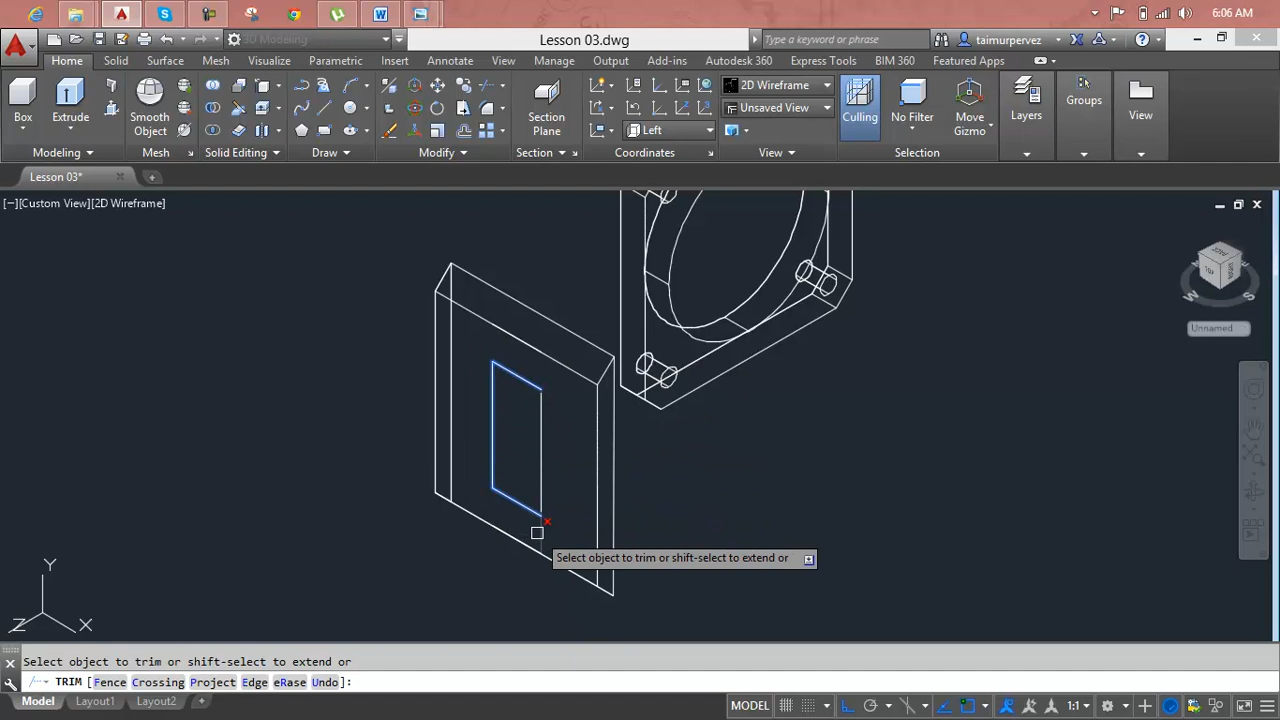 6:06 AM
3D Modeling
Lesson 03.dwg
Type a keyword or phrase
taimurpervez
Home Solid Surface Mesh Visualize Parametric Insert Annotate View Manage Output Add-ins Autodesk 360 Express Tools BIM 360 Featured Apps
2D Wireframe
Unsaved View
Left
Box
Extrude
Smooth
Object
Section
Plane
Culling
No Filter
Move
Gizmo
Layers
Groups
View
Modeling Mesh Solid Editing Draw Modify Section Coordinates View Selection
Lesson 03*
[−][Custom View][2D Wireframe]
W
S
Unnamed
Select object to trim or shift-select to extend or
Y
Z
X
Select object to trim or shift-select to extend or
TRIM [Fence Crossing Project Edge eRase Undo]:
Model Layout1 Layout2
MODEL
1:1